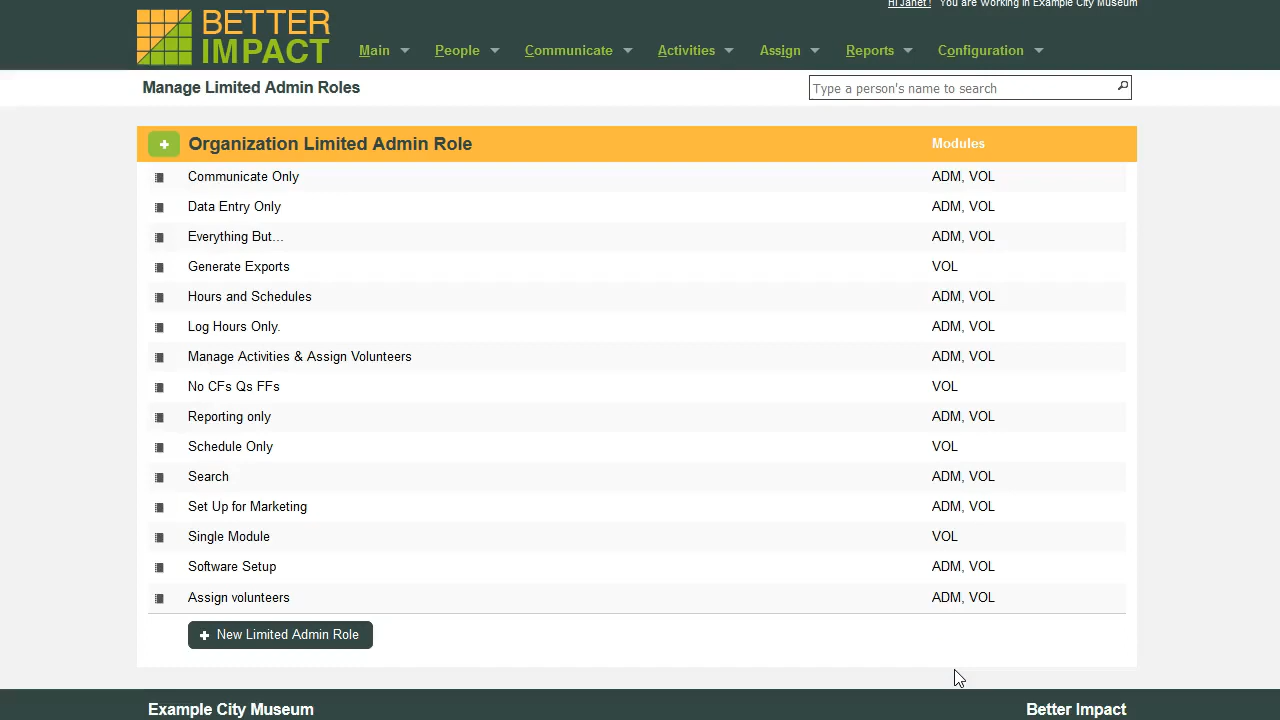 Hi Janet ! You are Working in Example City Museum
BETTER
IMPACT
Main People Communicate Activities Assign Reports Configuration
Manage Limited Admin Roles
Type a person's name to search
Organization Limited Admin Role Modules
Communicate Only ADM, VOL
Data Entry Only ADM, VOL
Everything But... ADM, VOL
Generate Exports VOL
Hours and Schedules ADM, VOL
Log Hours Only. ADM, VOL
Manage Activities & Assign Volunteers ADM, VOL
No CFs Qs FFs VOL
Reporting only ADM, VOL
Schedule Only VOL
Search ADM, VOL
Set Up for Marketing ADM, VOL
Single Module VOL
Software Setup ADM, VOL
Assign volunteers ADM, VOL
New Limited Admin Role
Example City Museum Better Impact